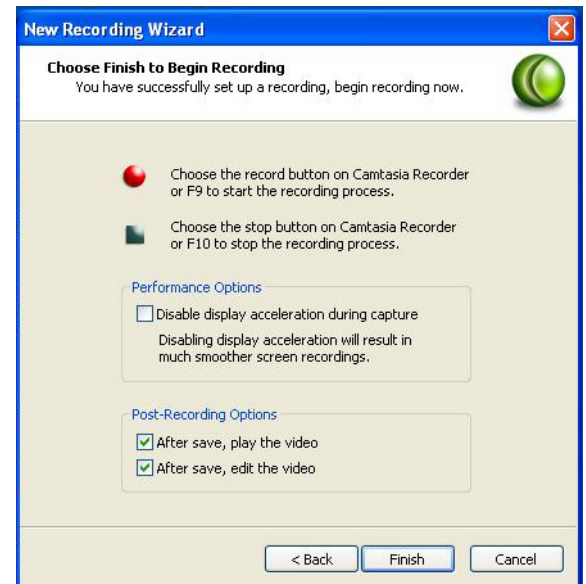 New Recording Wizard
Choose Finish to Begin Recording
You have successfully set up a recording, begin recording now.
Choose the record button on Camtasia Recorder
or F9 to start the recording process.
Choose the stop button on Camtasia Recorder
or F10 to stop the recording process.
Performance Options
Disable display acceleration during capture
Disabling display acceleration will result in
much smoother screen recordings.
Post-Recording Options
After save, play the video
After save, edit the video
< Back Finish Cancel